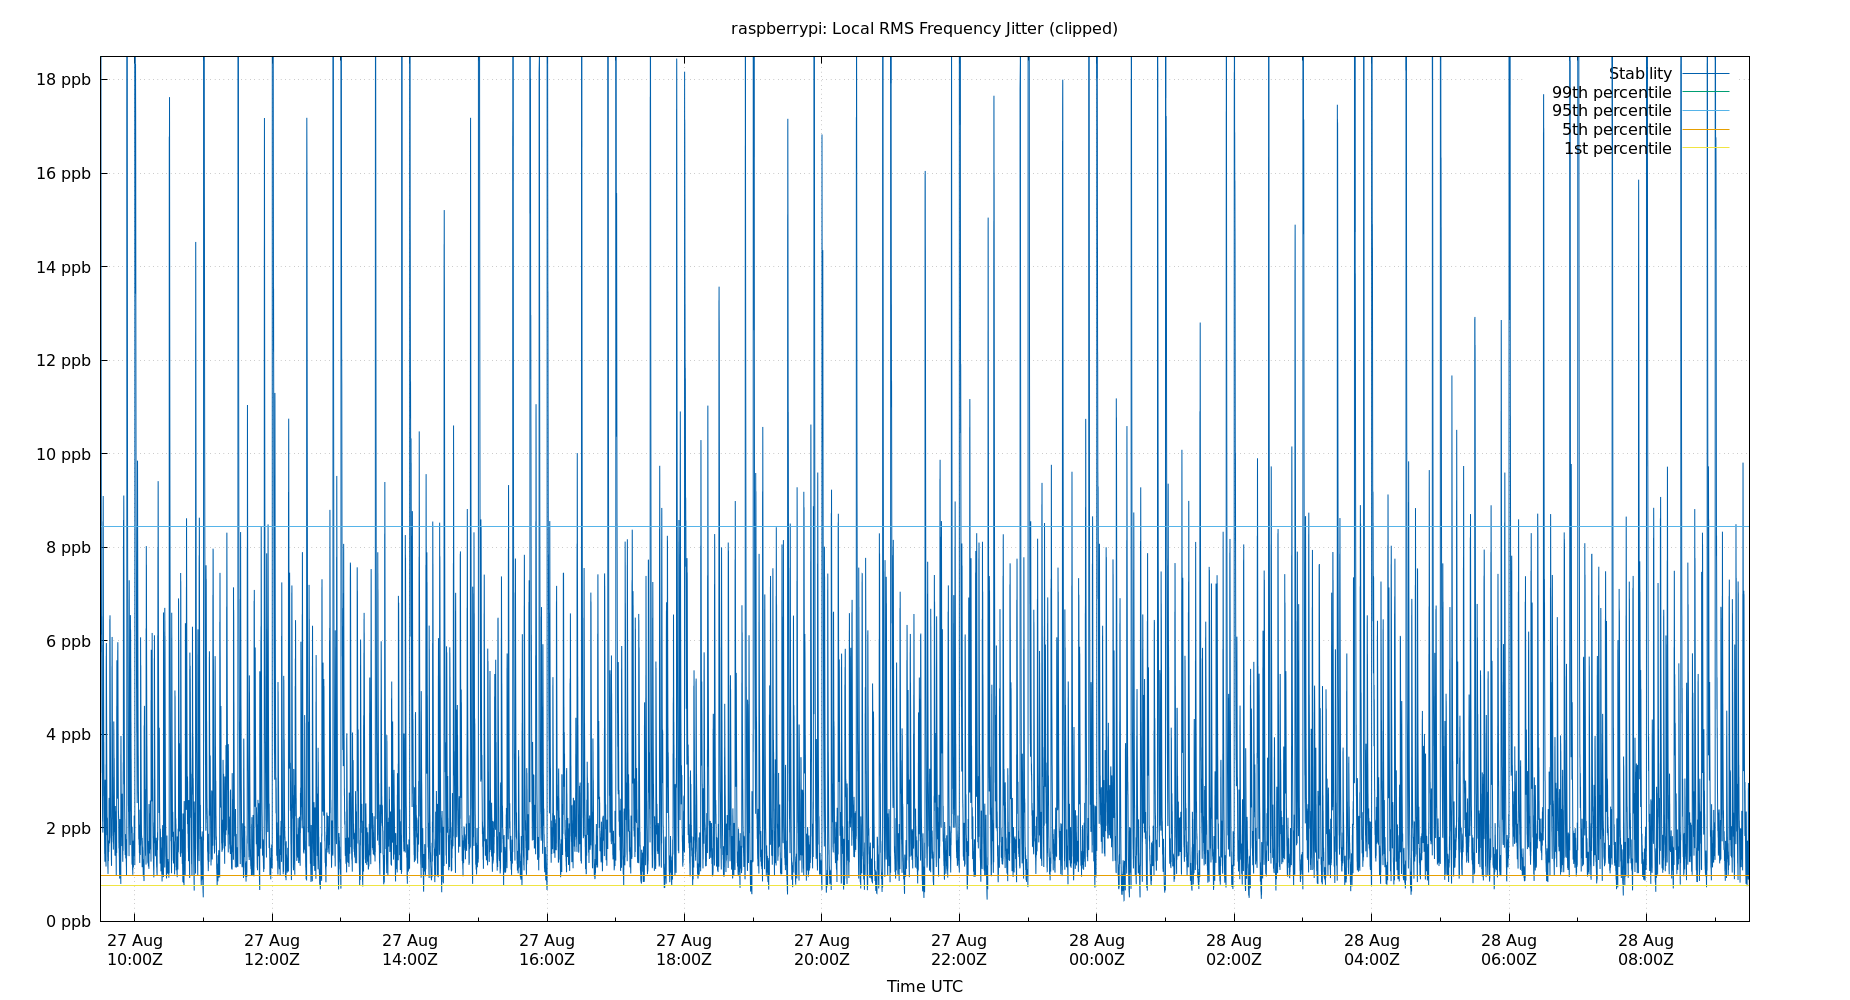 raspberrypi: Local RMS Frequency Jitter (clipped)
18 ppb
16 ppb
14 ppb
12 ppb
10 ppb
8 ppb
6 ppb
4 ppb
2 ppb
0 ppb
Stability
99th percentile
95th percentile
5th percentile
1st percentile
27 Aug 27 Aug 27 Aug 27 Aug 27 Aug 27 Aug 27 Aug 28 Aug 28 Aug 28 Aug 28 Aug 28 Aug
10:00Z 12:00Z 14:00Z 16:00Z 18:00Z 20:00Z 22:00Z 00:00Z 02:00Z 04:00Z 06:00Z 08:00Z
Time UTC